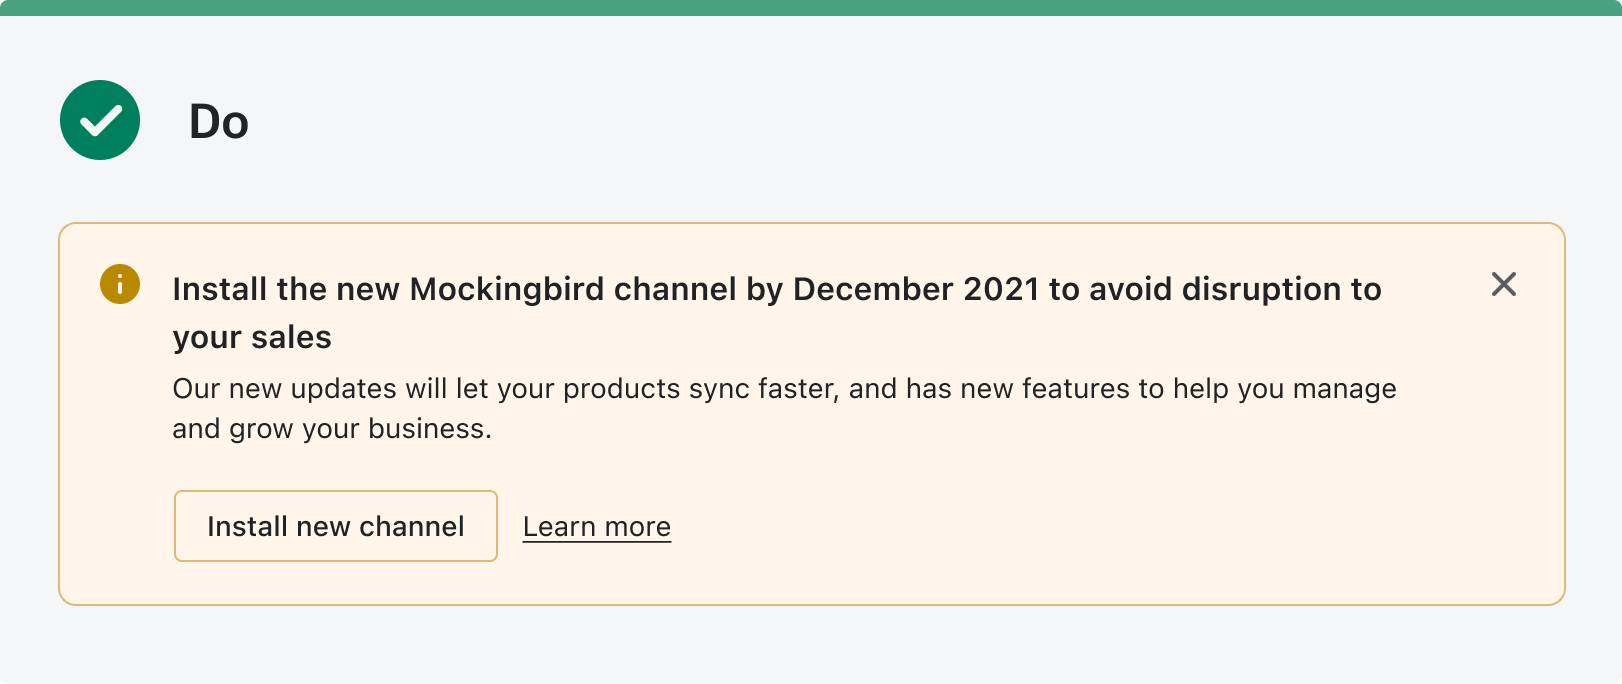 Do
Install the new Mockingbird channel by December 2021 to avoid disruption to
your sales
Our new updates will let your products sync faster, and has new features to help you manage
and grow your business.
Install new channel
Learn more